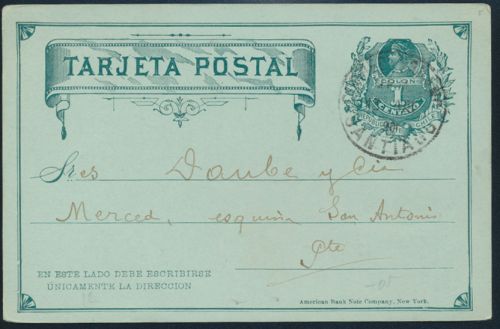 TARJETA POSTAL
COLON
1
CENTAVO
SANTIAGO
Sres Daube y Cia
Merced, esquina San Antonio
Pte
EN ESTE LADO DEBE ESCRIBIRSE
ÚNICAMENTE LA DIRECCION
American Bank Note Company, New York.